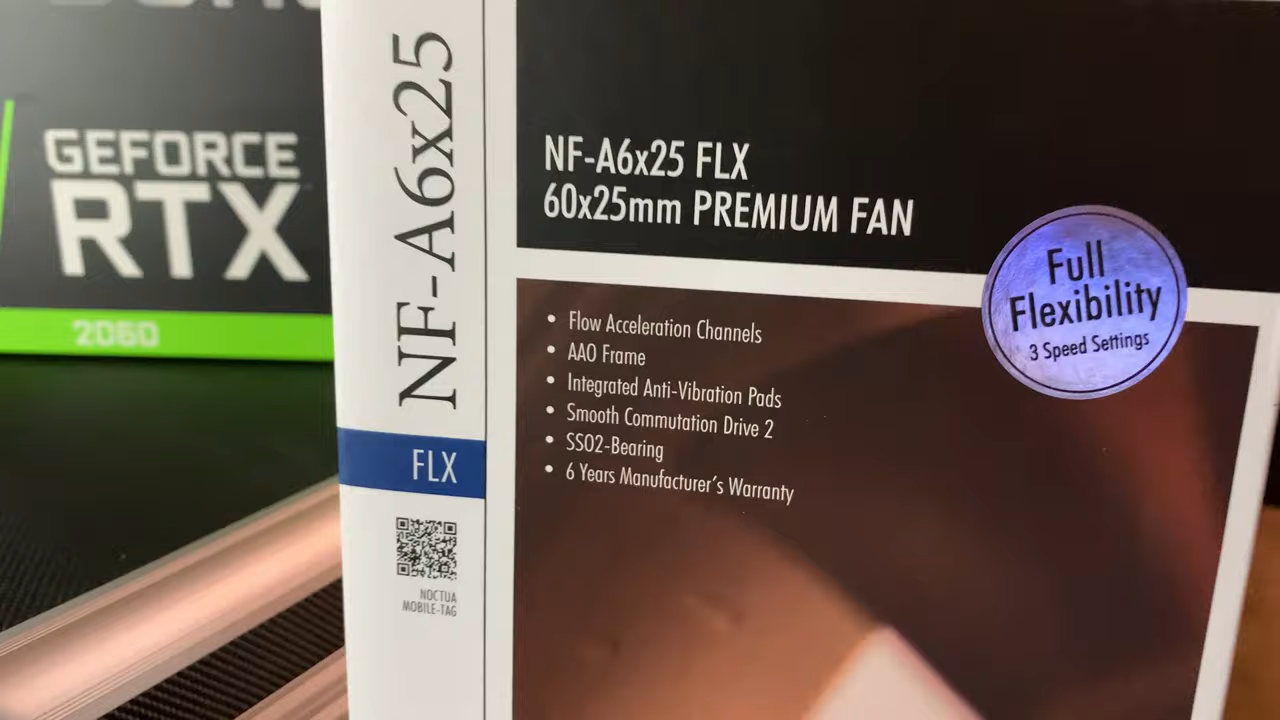 GEFORCE
RTX
2060
NF-A6x25
FLX
NOCTUA
MOBILE-TAG
NF-A6x25 FLX
60x25mm PREMIUM FAN
Full
Flexibility
3 Speed Settings
• Flow Acceleration Channels
• AAO Frame
• Integrated Anti-Vibration Pads
• Smooth Commutation Drive 2
• SSO2-Bearing
• 6 Years Manufacturer's Warranty